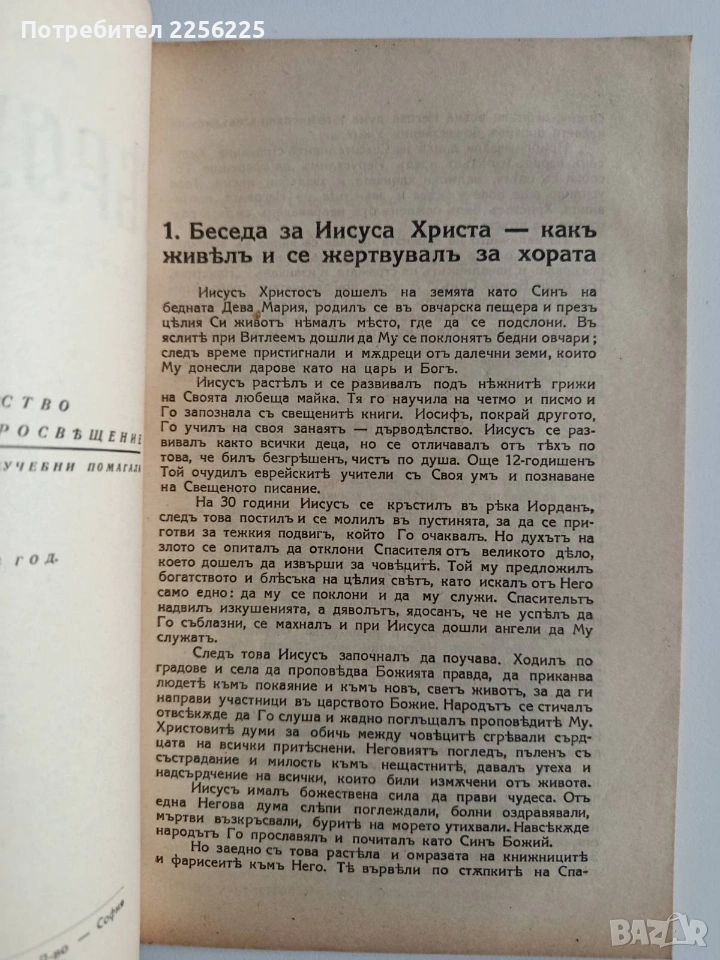 Потребител 2256225
СТВО
РОСВѢЩЕНИЕ
УЧЕБНИ ПОМАГАЛА
ГОД.
П-во — София
1. Беседа за Иисуса Христа — какъ
живѣлъ и се жертвувалъ за хората
Иисусъ Христосъ дошелъ на земята като Синъ на
бедната Дева Мария, родилъ се въ овчарска пещера и презъ
цѣлия Си животъ нѣмалъ мѣсто, где да се подслони. Въ
яслитѣ при Витлеемъ дошли да Му се поклонятъ бедни овчари;
следъ време пристигнали и мѫдреци отъ далечни земи, които
Му донесли дарове като на царь и Богъ.
Иисусъ растѣлъ и се развивалъ подъ нѣжнитѣ грижи
на Своята любеща майка. Тя го научила на четмо и писмо и
Го запознала съ свещенитѣ книги. Иосифъ, покрай другото,
Го училъ на своя занаятъ — дърводѣлство. Иисусъ се раз-
вивалъ както всички деца, но се отличавалъ отъ тѣхъ по
това, че билъ безгрѣшенъ, чистъ по душа. Още 12-годишенъ
Той очудилъ еврейскитѣ учители съ Своя умъ и познаване
на Свещеното писание.
На 30 години Иисусъ се кръстилъ въ рѣка Иорданъ,
следъ това постилъ и се молилъ въ пустинята, за да се при-
готви за тежкия подвигъ, който Го очаквалъ. Но духътъ на
злото се опиталъ да отклони Спасителя отъ великото дѣло,
което дошелъ да извърши за човѣцитѣ. Той му предложилъ
богатството и блѣсъка на цѣлия свѣтъ, като искалъ отъ Него
само едно: да му се поклони и да му служи. Спасительтъ
надвилъ изкушенията, а дяволътъ, ядосанъ, че не успѣлъ да
Го съблазни, се махналъ и при Иисуса дошли ангели да Му
служатъ.
Следъ това Иисусъ започналъ да поучава. Ходилъ по
градове и села да проповѣдва Божията правда, да приканва
людетѣ къмъ покаяние и къмъ новъ, светъ животъ, за да ги
направи участници въ царството Божие. Народътъ се стичалъ
отвсѣкѫде да Го слуша и жадно поглъщалъ проповѣдитѣ Му.
Христовитѣ думи за обичь между човѣцитѣ сгрѣвали сърд-
цата на всички притѣснени. Неговиятъ погледъ, пъленъ съ
състрадание и милость къмъ нещастнитѣ, давалъ утеха и
надсърдчение на всички, които били измѫчени отъ живота.
Иисусъ ималъ божествена сила да прави чудеса. Отъ
една Негова дума слѣпи поглеждали, болни оздравявали,
мъртви възкръсвали, буритѣ на морето утихвали. Навсѣкѫде
народътъ Го прославялъ и почиталъ като Синъ Божий.
Но заедно съ това растѣла и омразата на книжницитѣ
и фарисеитѣ къмъ Него. Тѣ вървѣли по стѫпкитѣ на Спа-
BAZAR